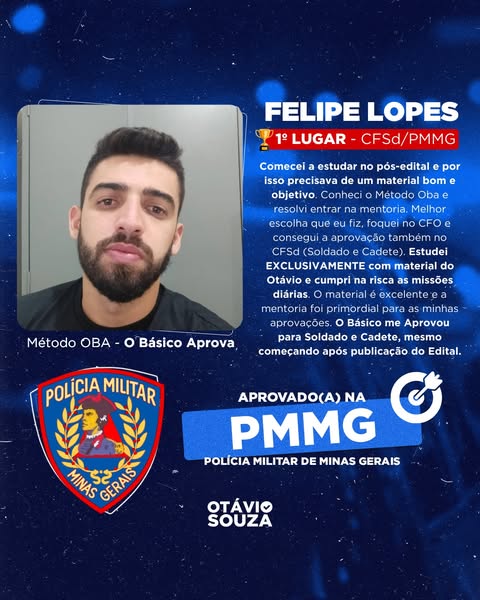 FELIPE LOPES
1º LUGAR - CFSd/PMMG
Comecei a estudar no pós-edital e por
isso precisava de um material bom e
objetivo. Conheci o Método Oba e
resolvi entrar na mentoria. Melhor
escolha que eu fiz, foquei no CFO e
consegui a aprovação também no
CFSd (Soldado e Cadete). Estudei
EXCLUSIVAMENTE com material do
Otávio e cumpri na risca as missões
diárias. O material é excelente e a
mentoria foi primordial para as minhas
aprovações. O Básico me Aprovou
para Soldado e Cadete, mesmo
começando após publicação do Edital.
Método OBA - O Básico Aprova
POLÍCIA MILITAR
MINAS GERAIS
APROVADO(A) NA
PMMG
POLÍCIA MILITAR DE MINAS GERAIS
OTÁVIO
SOUZA